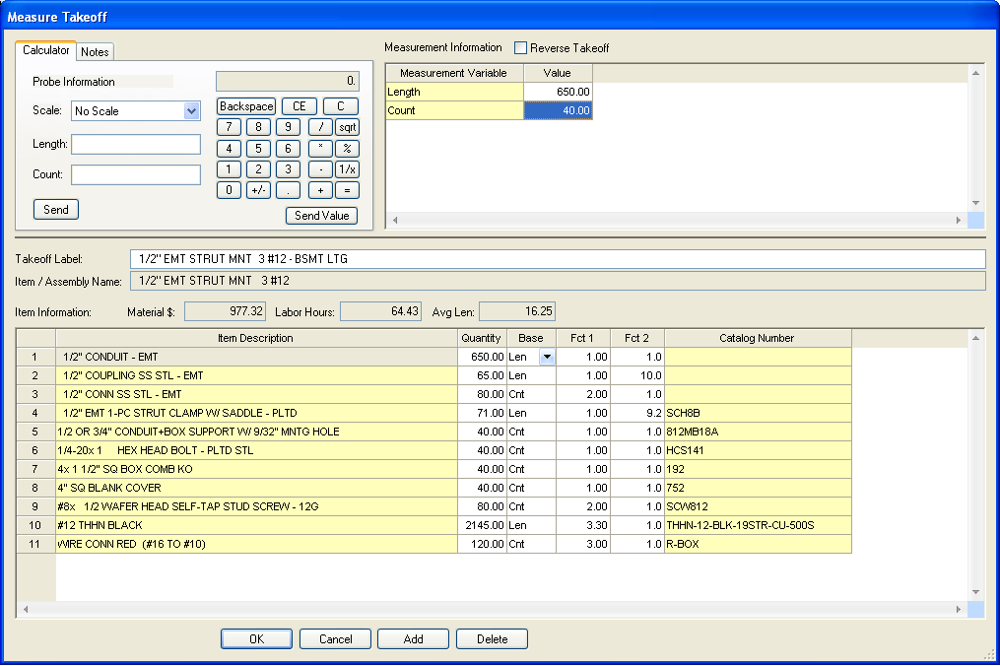 Measure Takeoff
Calculator Notes
Probe Information
0.
Scale: No Scale
Length:
Count:
Send
Backspace CE C
7 8 9 / sqrt
4 5 6 * %
1 2 3 - 1/x
0 +/- . + =
Send Value
Measurement Information Reverse Takeoff
Measurement Variable Value
Length 650.00
Count 40.00
Takeoff Label: 1/2" EMT STRUT MNT 3 #12 - BSMT LTG
Item / Assembly Name: 1/2" EMT STRUT MNT 3 #12
Item Information: Material $: 977.32 Labor Hours: 64.43 Avg Len: 16.25
Item Description Quantity Base Fct 1 Fct 2 Catalog Number
1 1/2" CONDUIT - EMT 650.00 Len 1.00 1.0
2 1/2" COUPLING SS STL - EMT 65.00 Len 1.00 10.0
3 1/2" CONN SS STL - EMT 80.00 Cnt 2.00 1.0
4 1/2" EMT 1-PC STRUT CLAMP W/ SADDLE - PLTD 71.00 Len 1.00 9.2 SCH8B
5 1/2 OR 3/4" CONDUIT+BOX SUPPORT W/ 9/32" MNTG HOLE 40.00 Cnt 1.00 1.0 812MB18A
6 1/4-20x 1 HEX HEAD BOLT - PLTD STL 40.00 Cnt 1.00 1.0 HCS141
7 4x 1 1/2" SQ BOX COMB KO 40.00 Cnt 1.00 1.0 192
8 4" SQ BLANK COVER 40.00 Cnt 1.00 1.0 752
9 #8x 1/2 WAFER HEAD SELF-TAP STUD SCREW - 12G 80.00 Cnt 2.00 1.0 SCW812
10 #12 THHN BLACK 2145.00 Len 3.30 1.0 THHN-12-BLK-19STR-CU-500S
11 WIRE CONN RED (#16 TO #10) 120.00 Cnt 3.00 1.0 R-BOX
OK Cancel Add Delete